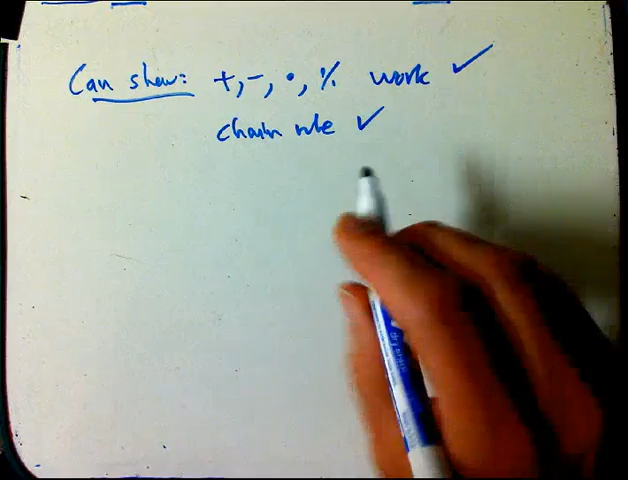 Can show: +, -, •, % work ✓
chain rule ✓